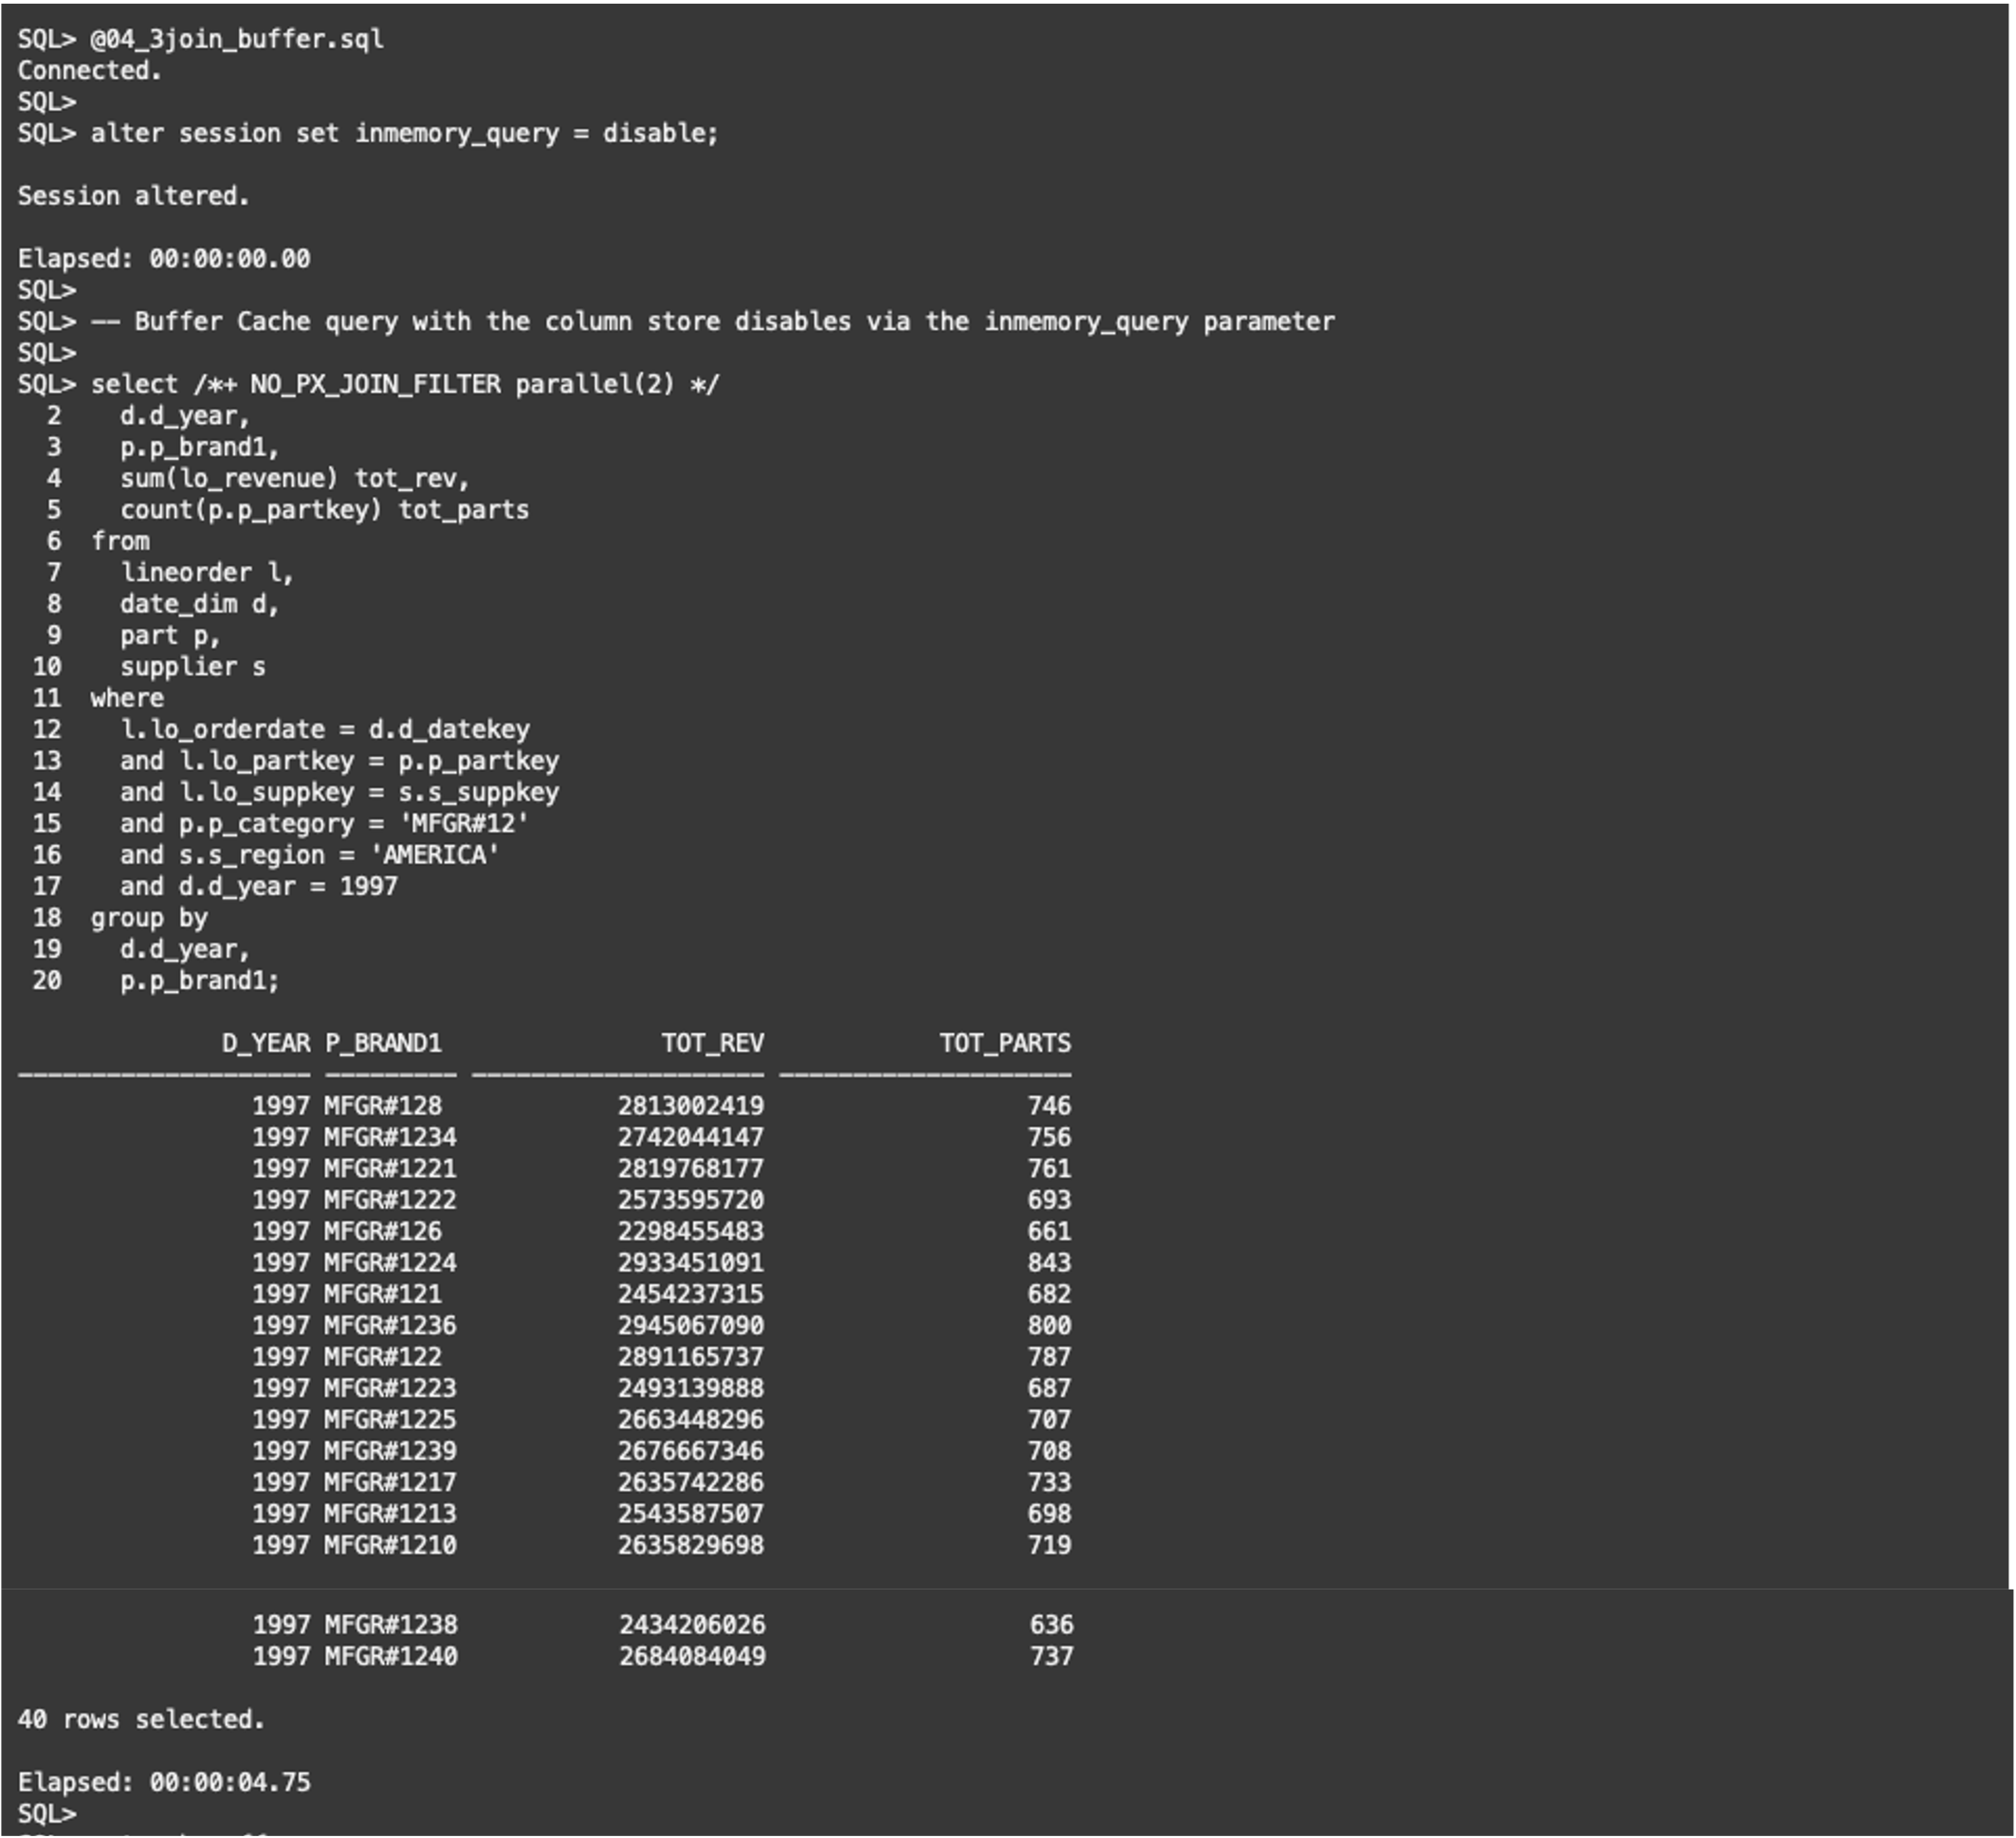 SQL> @04_3join_buffer.sql
Connected.
SQL>
SQL> alter session set inmemory_query = disable;
Session altered.
Elapsed: 00:00:00.00
SQL>
SQL> -- Buffer Cache query with the column store disables via the inmemory_query parameter
SQL>
SQL> select /*+ NO_PX_JOIN_FILTER parallel(2) */
  2    d.d_year,
  3    p.p_brand1,
  4    sum(lo_revenue) tot_rev,
  5    count(p.p_partkey) tot_parts
  6  from
  7    lineorder l,
  8    date_dim d,
  9    part p,
 10    supplier s
 11  where
 12    l.lo_orderdate = d.d_datekey
 13    and l.lo_partkey = p.p_partkey
 14    and l.lo_suppkey = s.s_suppkey
 15    and p.p_category = 'MFGR#12'
 16    and s.s_region = 'AMERICA'
 17    and d.d_year = 1997
 18  group by
 19    d.d_year,
 20    p.p_brand1;
              D_YEAR P_BRAND1               TOT_REV            TOT_PARTS
-------------------- --------- -------------------- --------------------
                1997 MFGR#128            2813002419                  746
                1997 MFGR#1234           2742044147                  756
                1997 MFGR#1221           2819768177                  761
                1997 MFGR#1222           2573595720                  693
                1997 MFGR#126            2298455483                  661
                1997 MFGR#1224           2933451091                  843
                1997 MFGR#121            2454237315                  682
                1997 MFGR#1236           2945067090                  800
                1997 MFGR#122            2891165737                  787
                1997 MFGR#1223           2493139888                  687
                1997 MFGR#1225           2663448296                  707
                1997 MFGR#1239           2676667346                  708
                1997 MFGR#1217           2635742286                  733
                1997 MFGR#1213           2543587507                  698
                1997 MFGR#1210           2635829698                  719
                1997 MFGR#1238           2434206026                  636
                1997 MFGR#1240           2684084049                  737
40 rows selected.
Elapsed: 00:00:04.75
SQL>